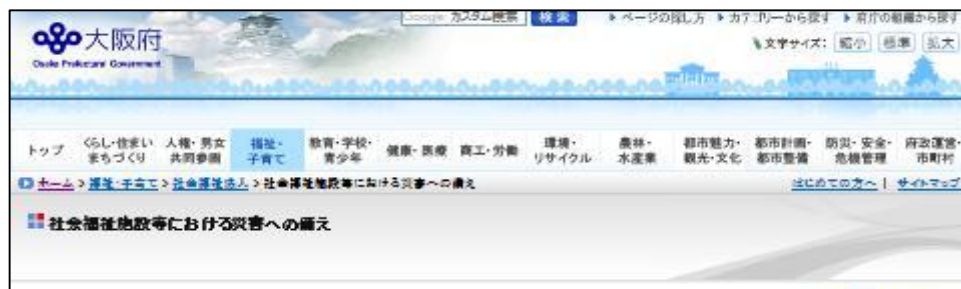 Google カスタム検索 検索 ▶ページの探し方 ▶カテゴリーから探す ▶府庁の組織から探す
大阪府
Osaka Prefectural Government
文字サイズ: 縮小 標準 拡大
トップ くらし・住まい・まちづくり 人権・男女共同参画 福祉・子育て 教育・学校・青少年 健康・医療 商工・労働 環境・リサイクル 農林・水産業 都市魅力・観光・文化 都市計画・都市整備 防災・安全・危機管理 府政運営・市町村
ホーム > 福祉・子育て > 社会福祉法人 > 社会福祉施設等における災害への備え はじめての方へ | サイトマップ
社会福祉施設等における災害への備え